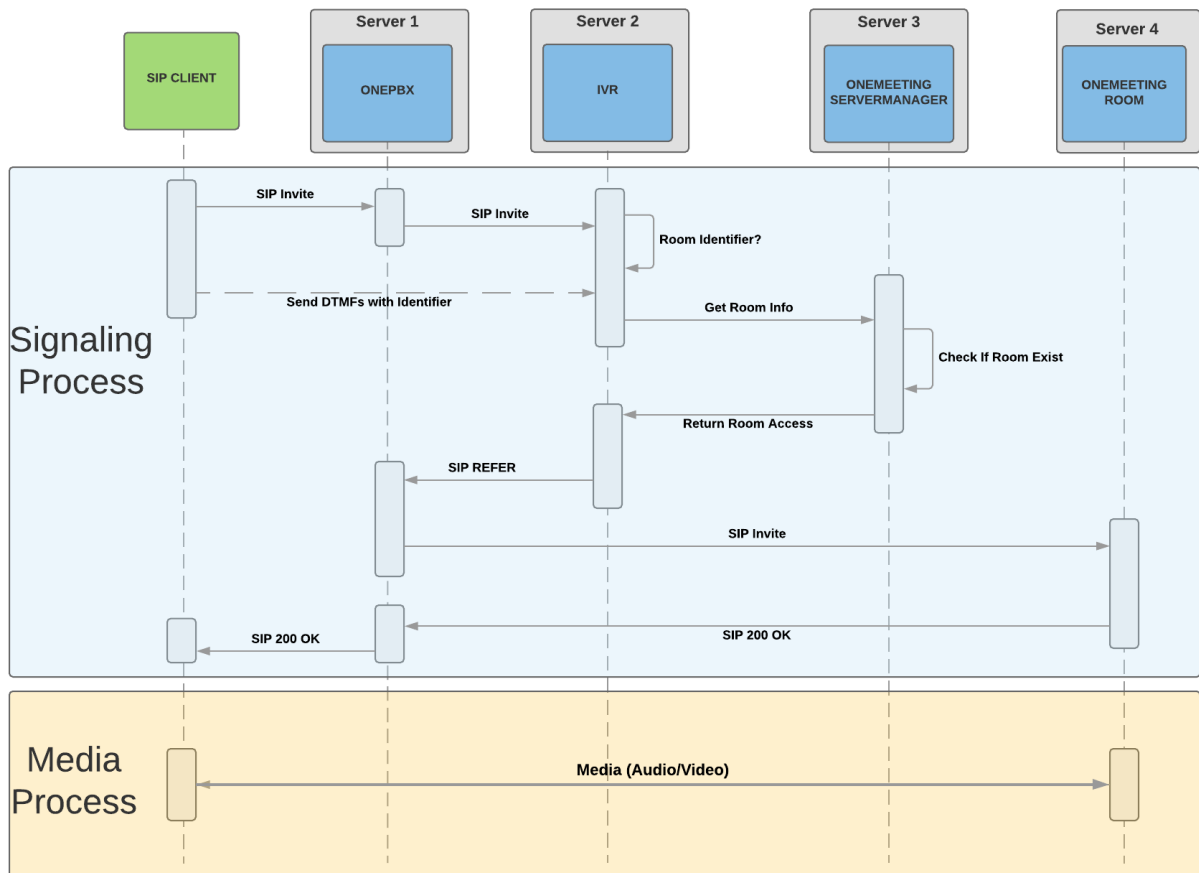 Server 1
Server 2
Server 3
Server 4
SIP CLIENT
ONEPBX
IVR
ONEMEETING
SERVERMANAGER
ONEMEETING
ROOM
SIP Invite
SIP Invite
Room Identifier?
Send DTMFs with Identifier
Get Room Info
Signaling
Process
Check If Room Exist
Return Room Access
SIP REFER
SIP Invite
SIP 200 OK
SIP 200 OK
Media
Process
Media (Audio/Video)